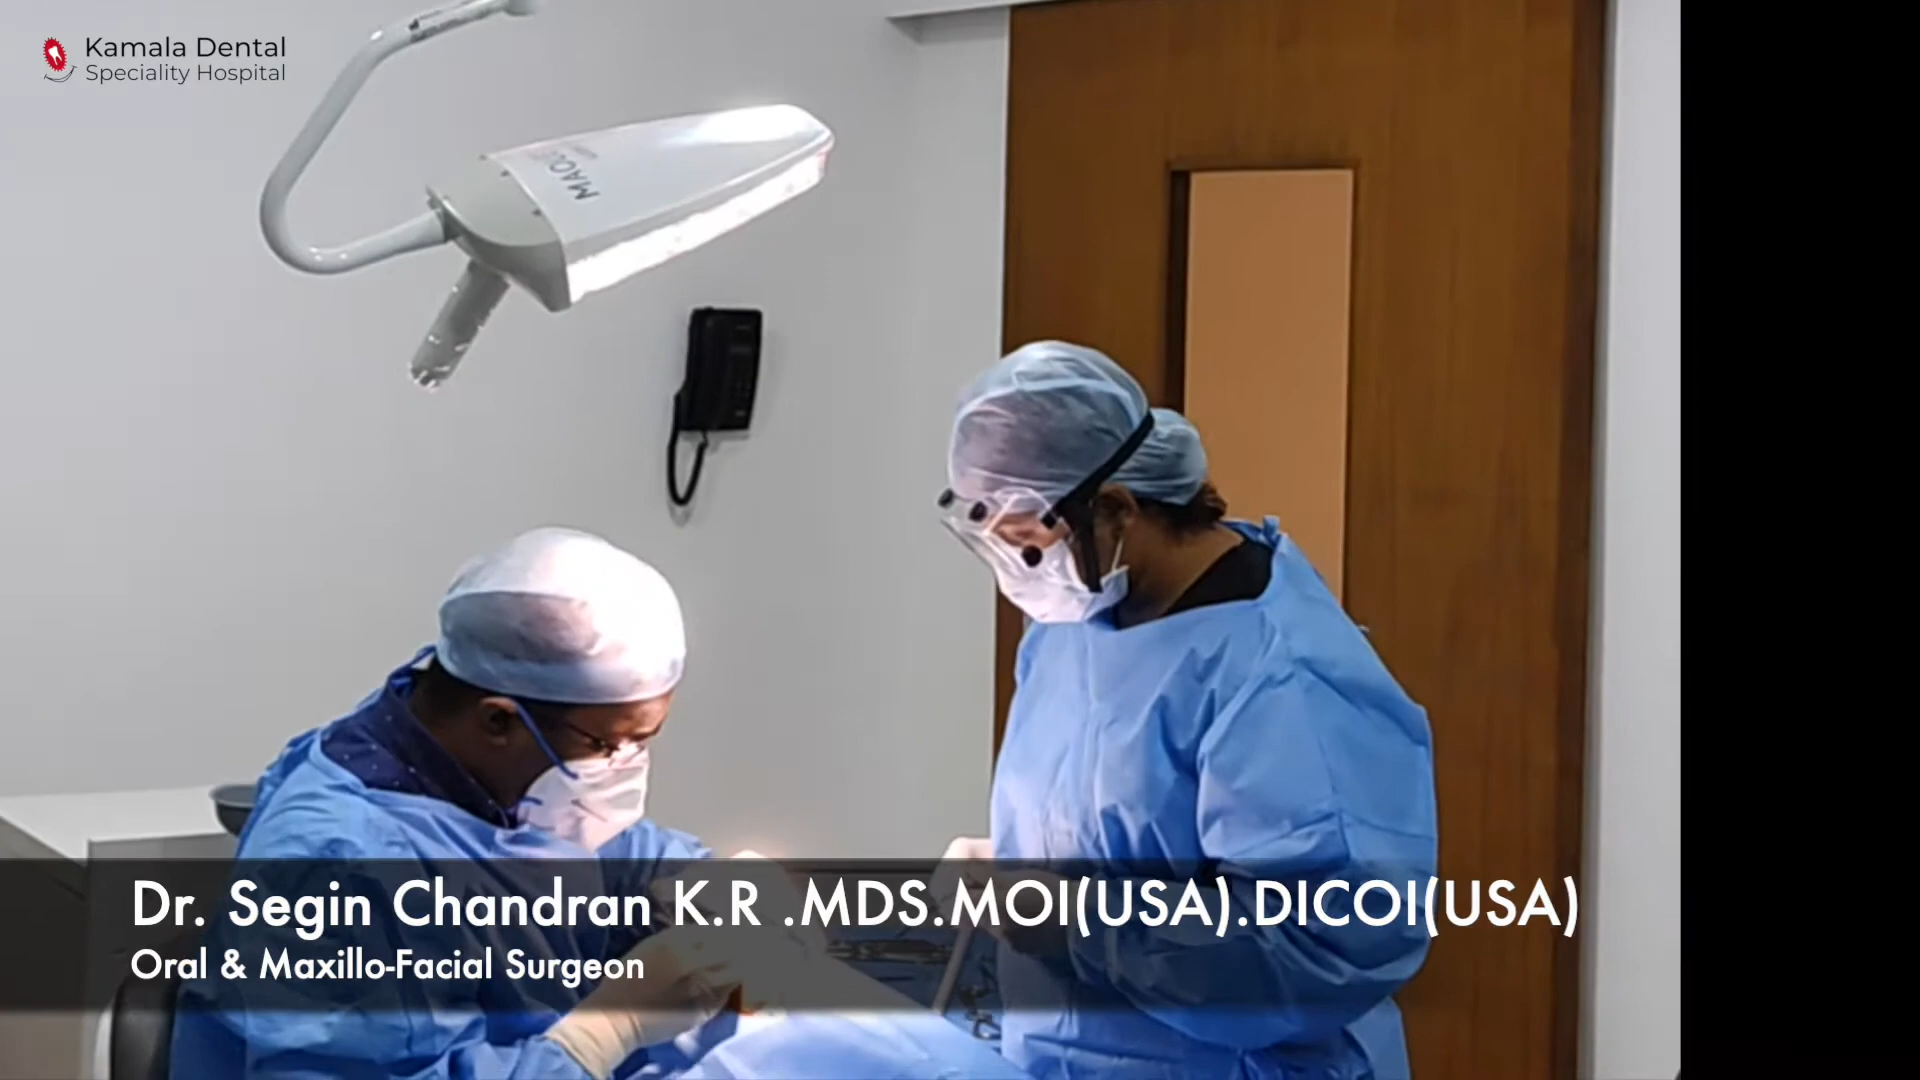 Kamala Dental
Speciality Hospital
Dr. Segin Chandran K.R .MDS.MOI(USA).DICOI(USA)
Oral & Maxillo-Facial Surgeon